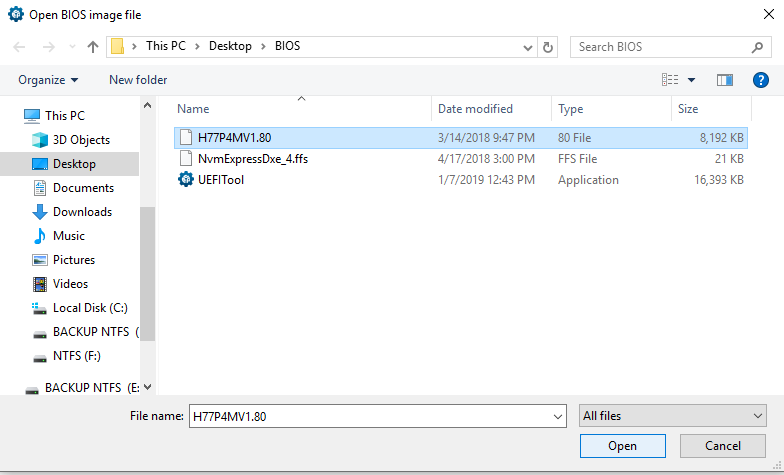 Open BIOS image file
This PC > Desktop > BIOS
Search BIOS
Organize
New folder
This PC
3D Objects
Desktop
Documents
Downloads
Music
Pictures
Videos
Local Disk (C:)
BACKUP NTFS (
NTFS (F:)
BACKUP NTFS (E:
Name Date modified Type Size
H77P4MV1.80 3/14/2018 9:47 PM 80 File 8,192 KB
NvmExpressDxe_4.ffs 4/17/2018 3:00 PM FFS File 21 KB
UEFITool 1/7/2019 12:43 PM Application 16,393 KB
File name: H77P4MV1.80 All files
Open Cancel